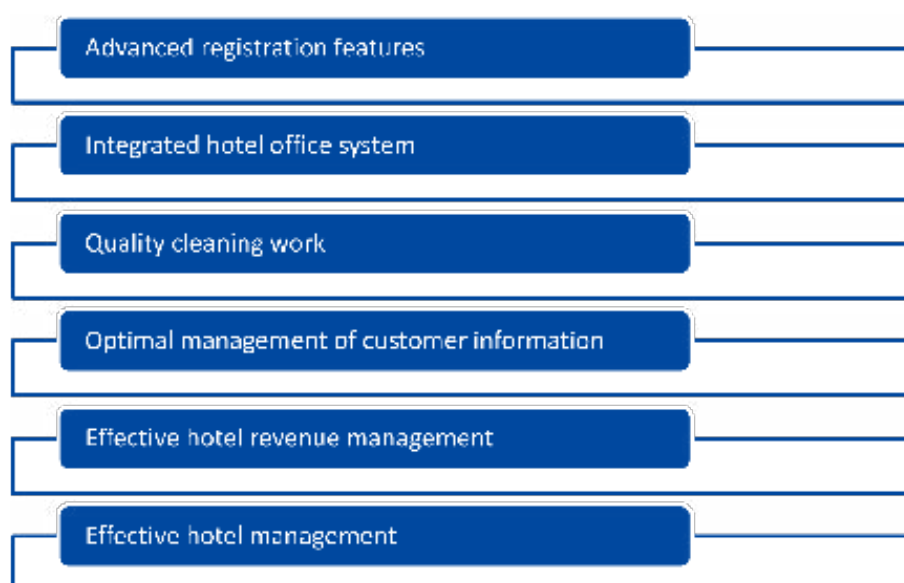 Advanced registration features
Integrated hotel office system
Quality cleaning work
Optimal management of customer information
Effective hotel revenue management
Effective hotel management